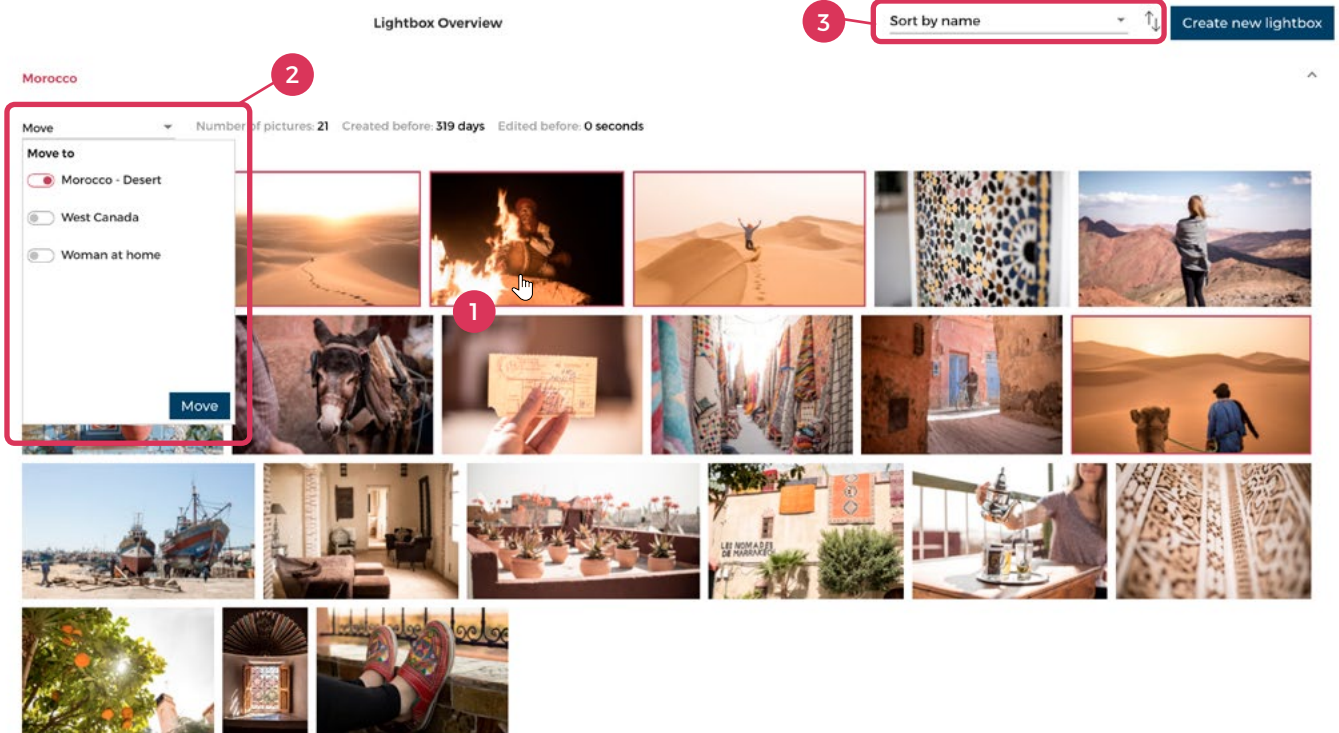 Lightbox Overview
3
Sort by name
Create new lightbox
Morocco
2
Move
Number of pictures: 21 Created before: 319 days Edited before: 0 seconds
Move to
Morocco - Desert
West Canada
Woman at home
1
Move
LES NOMADES
DE MARRAKECH